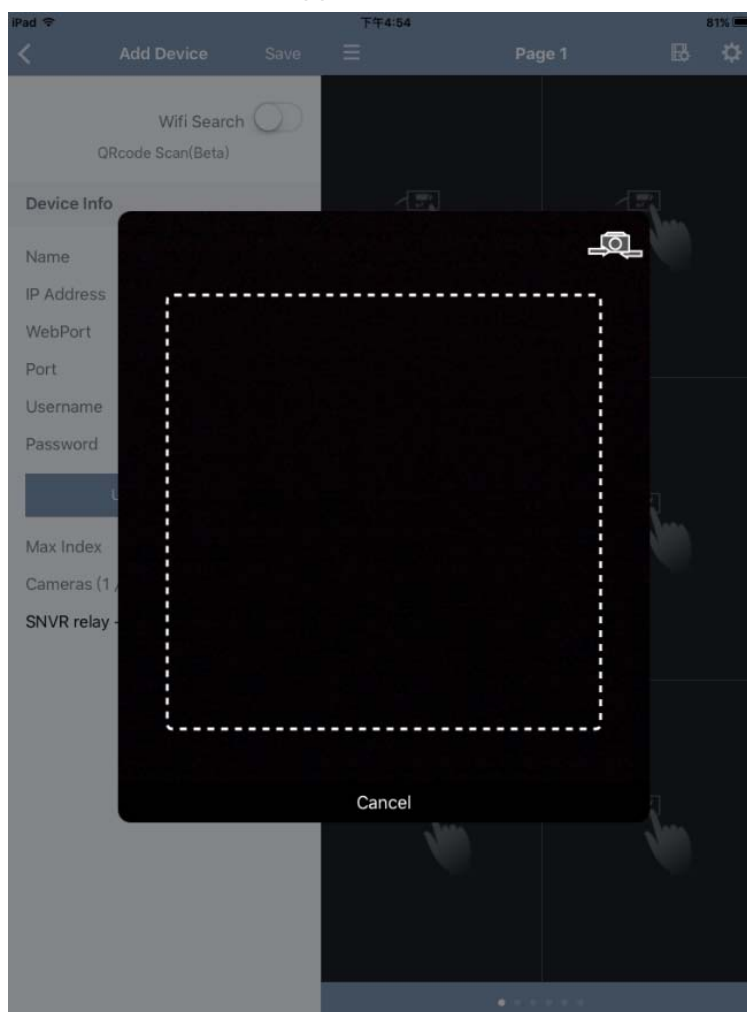 iPad 下午4:54 81%
Add Device Save Page 1
Wifi Search
QRcode Scan(Beta)
Device Info
Name
IP Address
WebPort
Port
Username
Password
U
Max Index
Cameras (1 /
SNVR relay -
Cancel